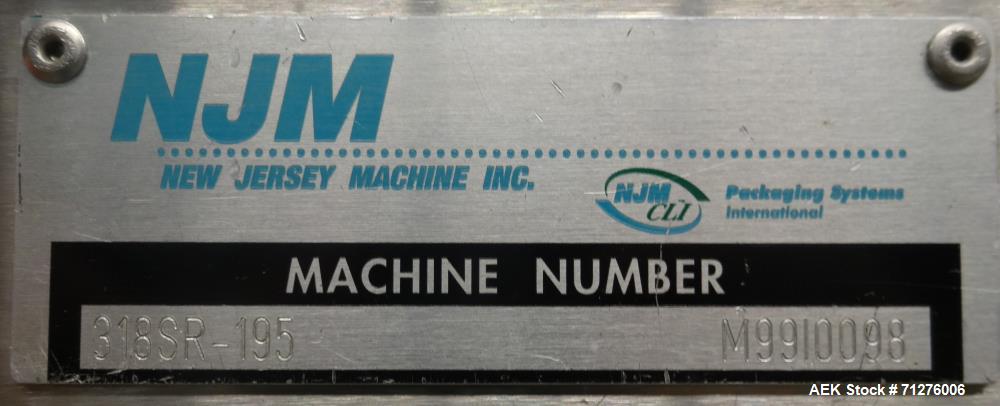 NJM
NEW JERSEY MACHINE INC.
NJM CLI
Packaging Systems
International
MACHINE NUMBER
318SR-195 M99I0098
AEK Stock # 71276006